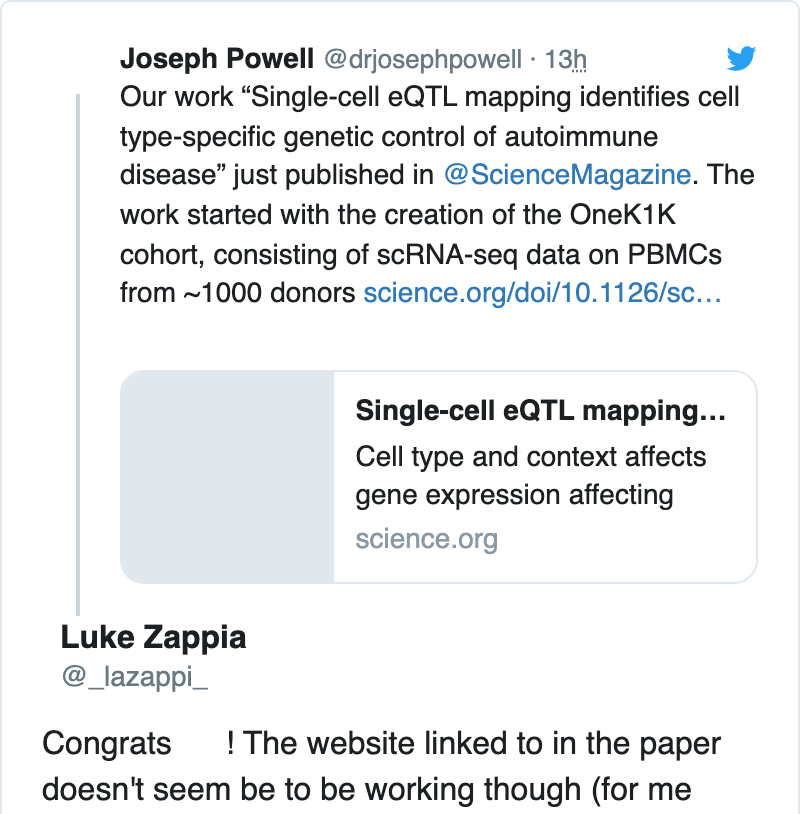 Joseph Powell @drjosephpowell · 13h
Our work “Single-cell eQTL mapping identifies cell
type-specific genetic control of autoimmune
disease” just published in @ScienceMagazine. The
work started with the creation of the OneK1K
cohort, consisting of scRNA-seq data on PBMCs
from ~1000 donors science.org/doi/10.1126/sc…
Single-cell eQTL mapping…
Cell type and context affects
gene expression affecting
science.org
Luke Zappia
@_lazappi_
Congrats ! The website linked to in the paper
doesn't seem be to be working though (for me